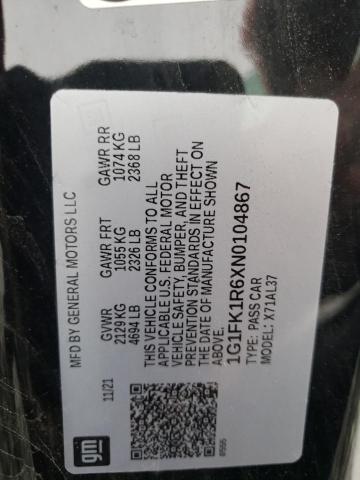 MFD BY GENERAL MOTORS LLC
GVWR GAWR FRT GAWR RR
2129 KG 1055 KG 1074 KG
4694 LB 2326 LB 2368 LB
THIS VEHICLE CONFORMS TO ALL
APPLICABLE U.S. FEDERAL MOTOR
VEHICLE SAFETY, BUMPER, AND THEFT
PREVENTION STANDARDS IN EFFECT ON
THE DATE OF MANUFACTURE SHOWN
ABOVE.
1G1FK1R6XN0104867
TYPE: PASS CAR
MODEL: X71AL37
11/21
gm